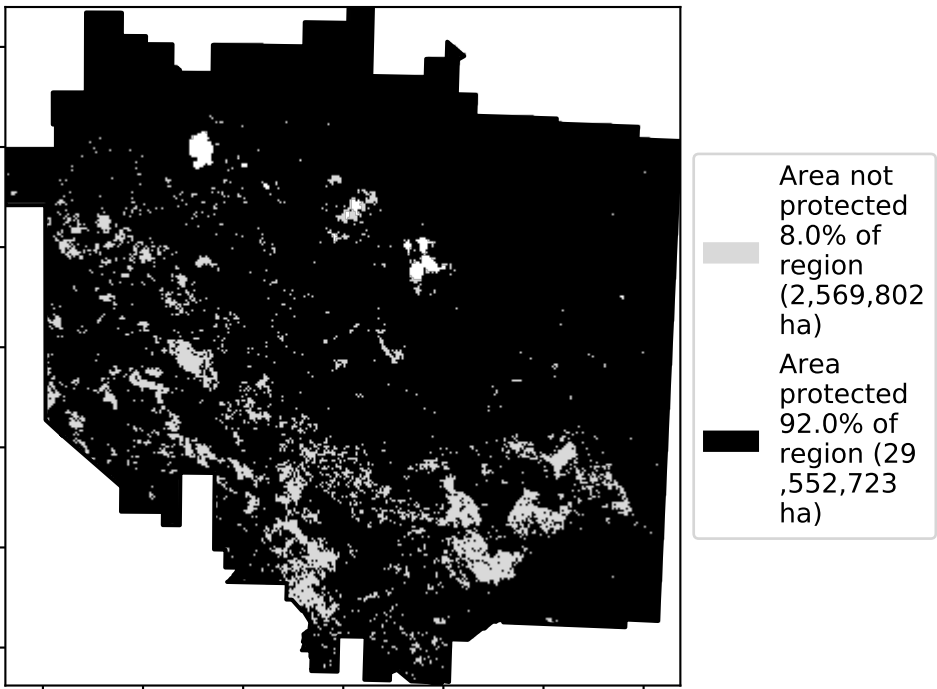 Area not
protected
8.0% of
region
(2,569,802
ha)
Area
protected
92.0% of
region (29
,552,723
ha)